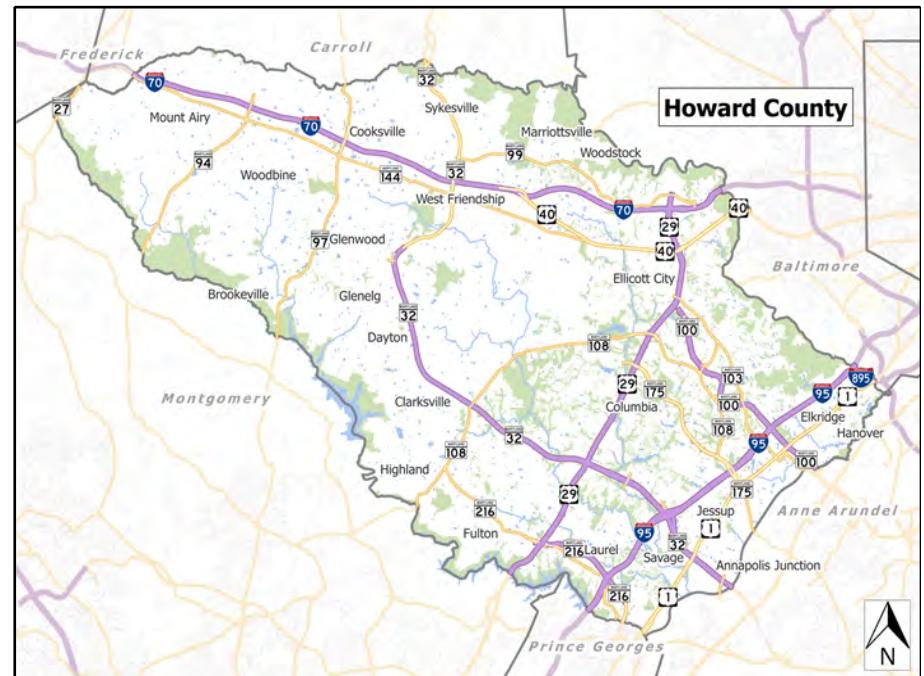 Frederick
Carroll
Howard County
32
70
27
Sykesville
Mount Airy
70
Cooksville
Marriottsville
99
Woodstock
94
32
Woodbine
144
West Friendship
40
70
40
29
97
Glenwood
40
Baltimore
Ellicott City
Brookeville
Glenelg
32
100
Dayton
108
103
895
29
175
95
1
Montgomery
Clarksville
Columbia
100
Elkridge
108
Hanover
32
95
108
100
Highland
175
29
216
Jessup
Anne Arundel
Fulton
95
1
216
Laurel
32
Savage
Annapolis Junction
216
1
Prince Georges
N